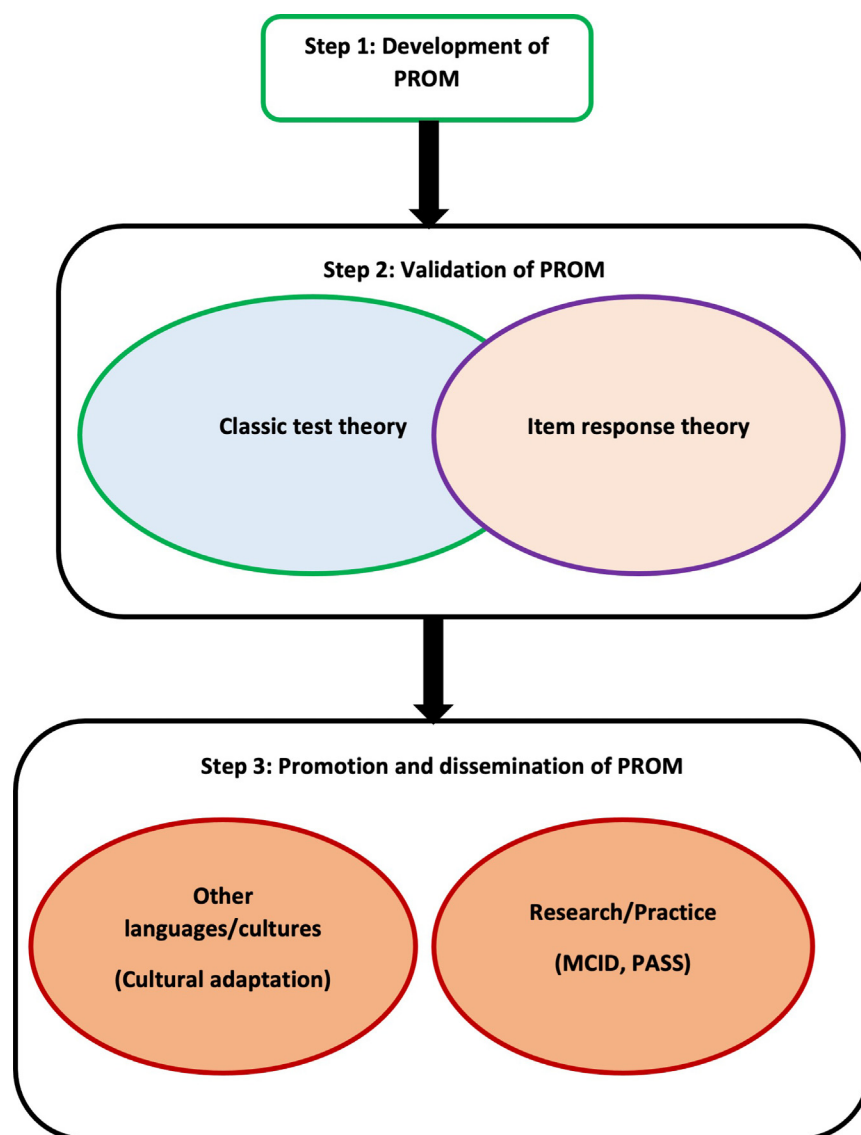 Step 1: Development of
PROM
Step 2: Validation of PROM
Classic test theory
Item response theory
Step 3: Promotion and dissemination of PROM
Other
languages/cultures
(Cultural adaptation)
Research/Practice
(MCID, PASS)